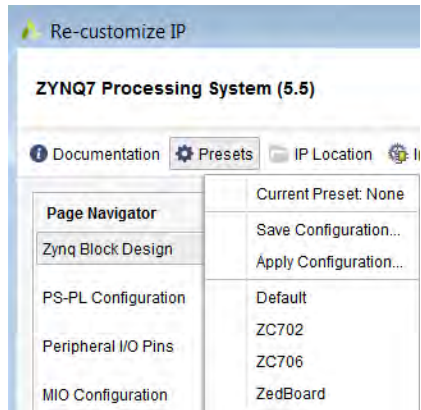 Re-customize IP
ZYNQ7 Processing System (5.5)
Documentation Presets IP Location
Page Navigator
Zynq Block Design
PS-PL Configuration
Peripheral I/O Pins
MIO Configuration
Current Preset: None
Save Configuration...
Apply Configuration...
Default
ZC702
ZC706
ZedBoard